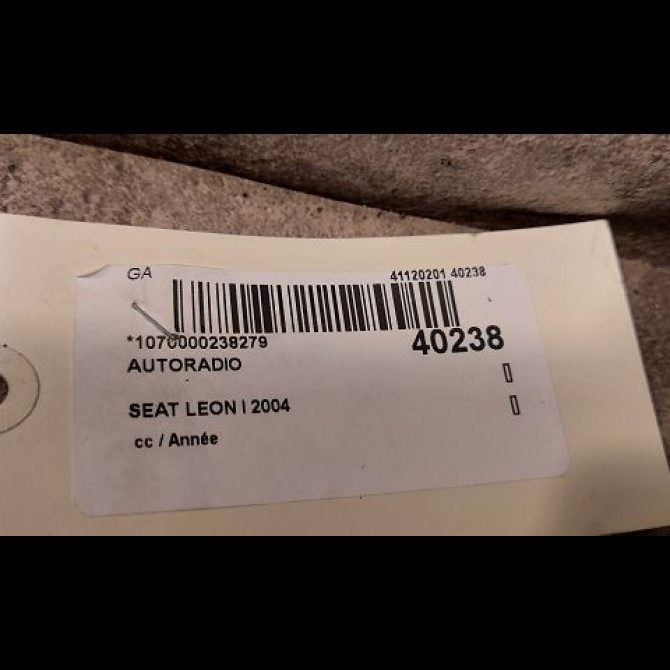 GA 41120201 40238
*1070000238279 40238
AUTORADIO
SEAT LEON I 2004
cc / Année